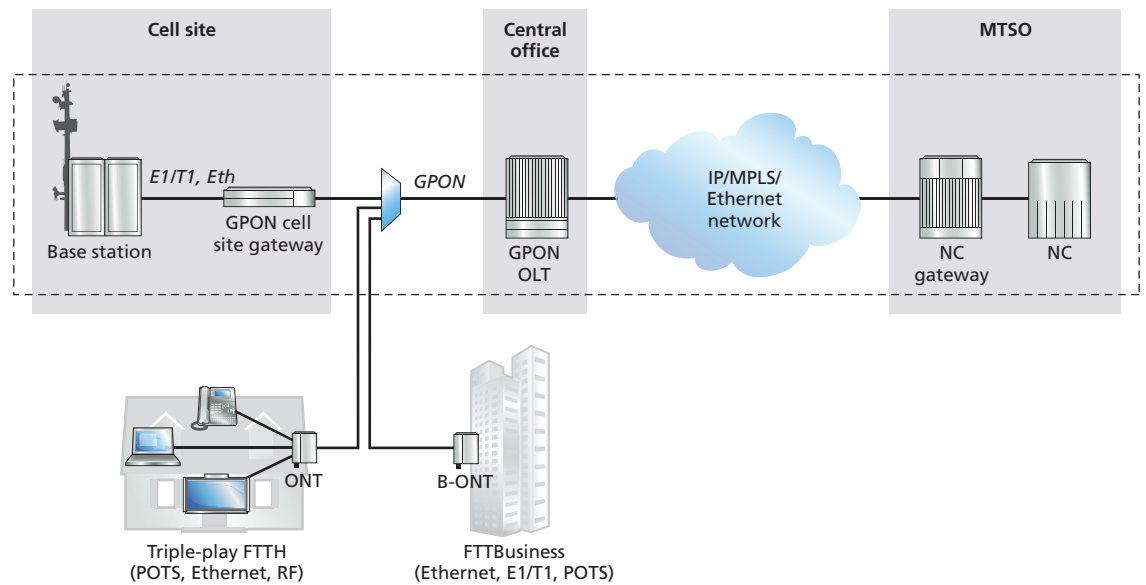 Cell site
Central
office
MTSO
E1/T1, Eth
GPON
Base station
GPON cell
site gateway
GPON
OLT
IP/MPLS/
Ethernet
network
NC
gateway
NC
ONT
B-ONT
Triple-play FTTH
(POTS, Ethernet, RF)
FTTBusiness
(Ethernet, E1/T1, POTS)